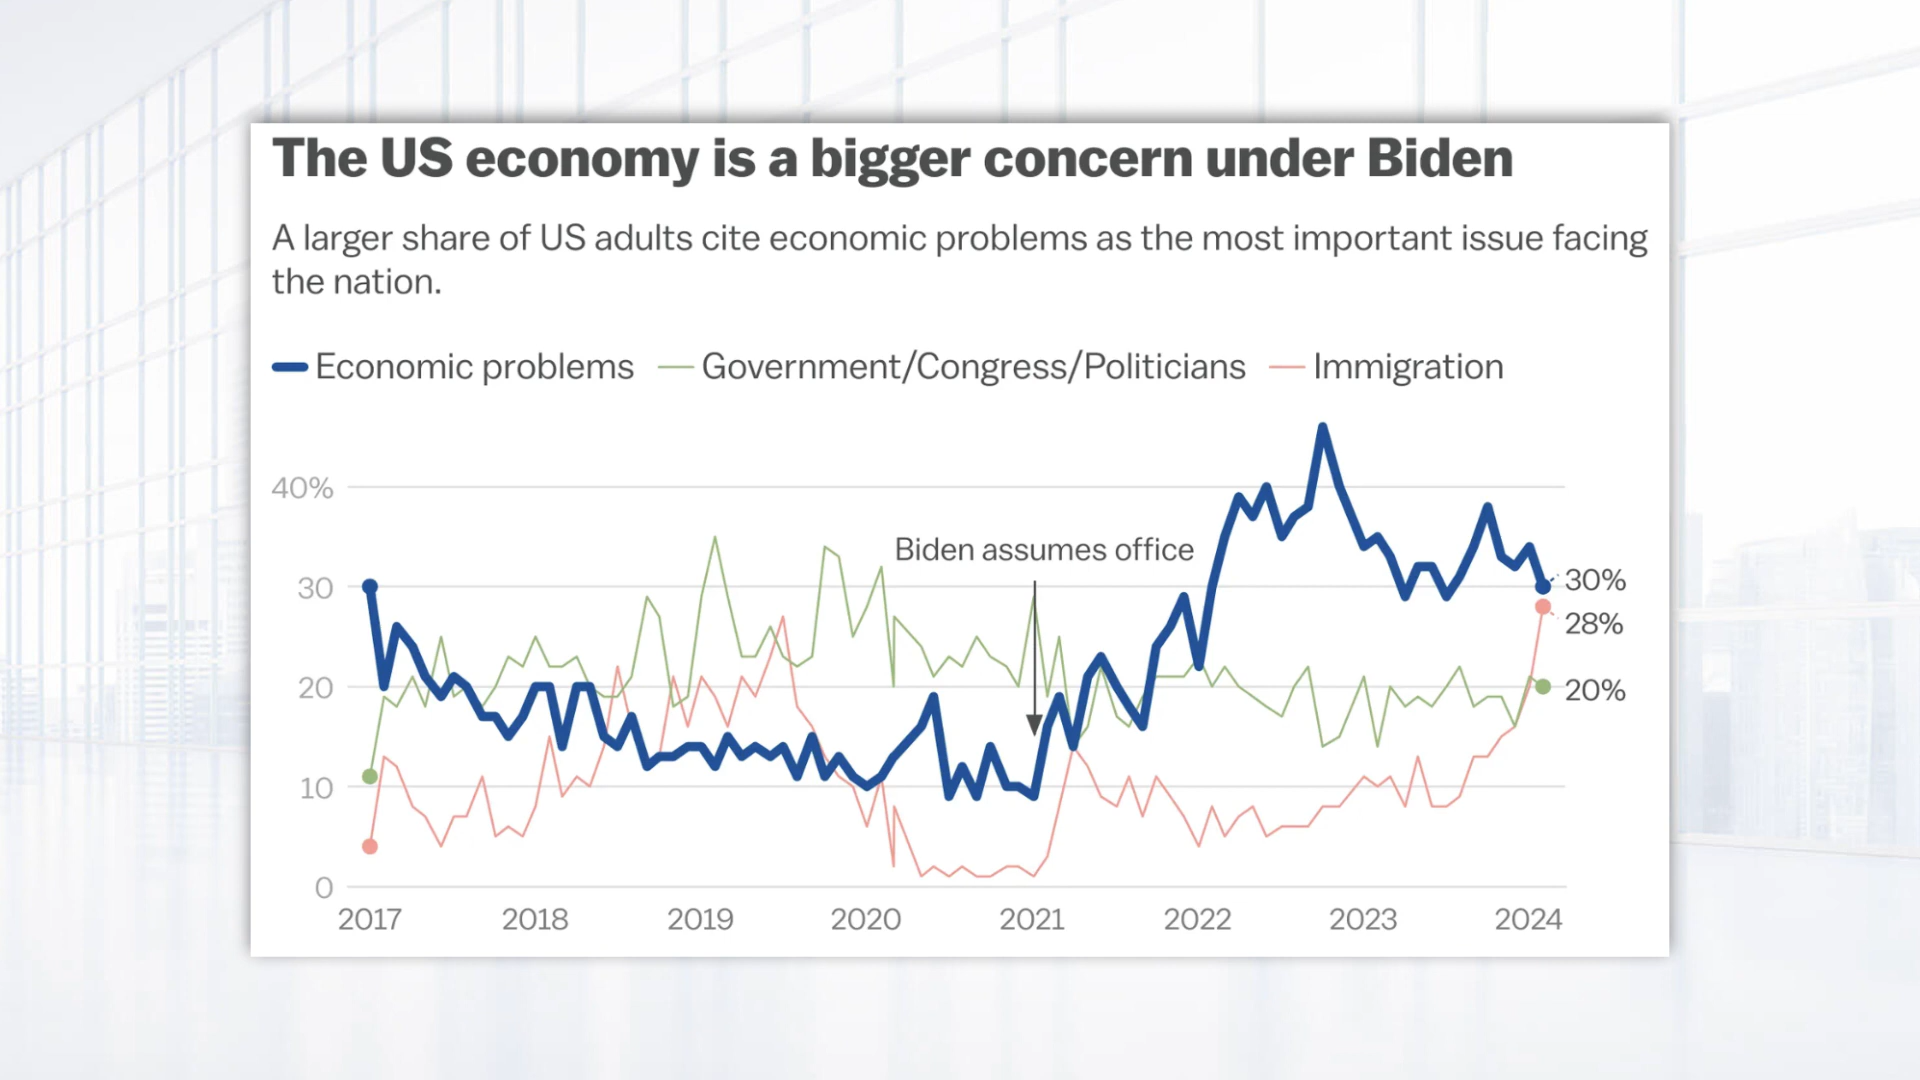 The US economy is a bigger concern under Biden
A larger share of US adults cite economic problems as the most important issue facing
the nation.
Economic problems Government/Congress/Politicians Immigration
40%
Biden assumes office
30
30%
28%
20
20%
10
0
2017 2018 2019 2020 2021 2022 2023 2024